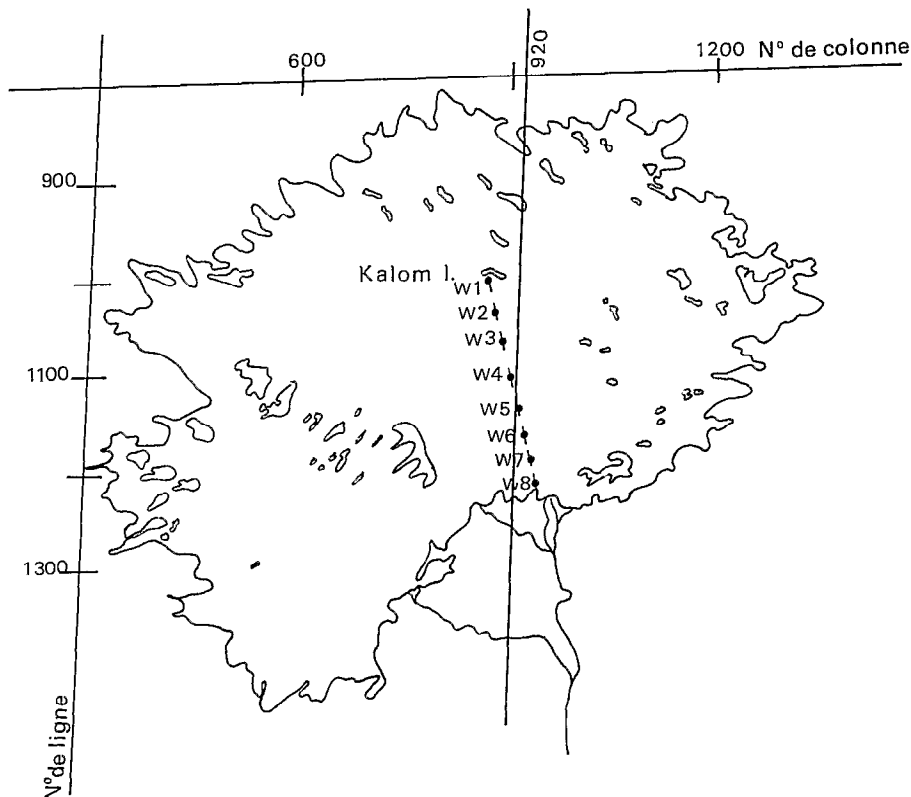 600
920
1200 N° de colonne
900
Kalom I.
W1
W2
W3
W4
1100
W5
W6
W7
W8
1300
N° de ligne